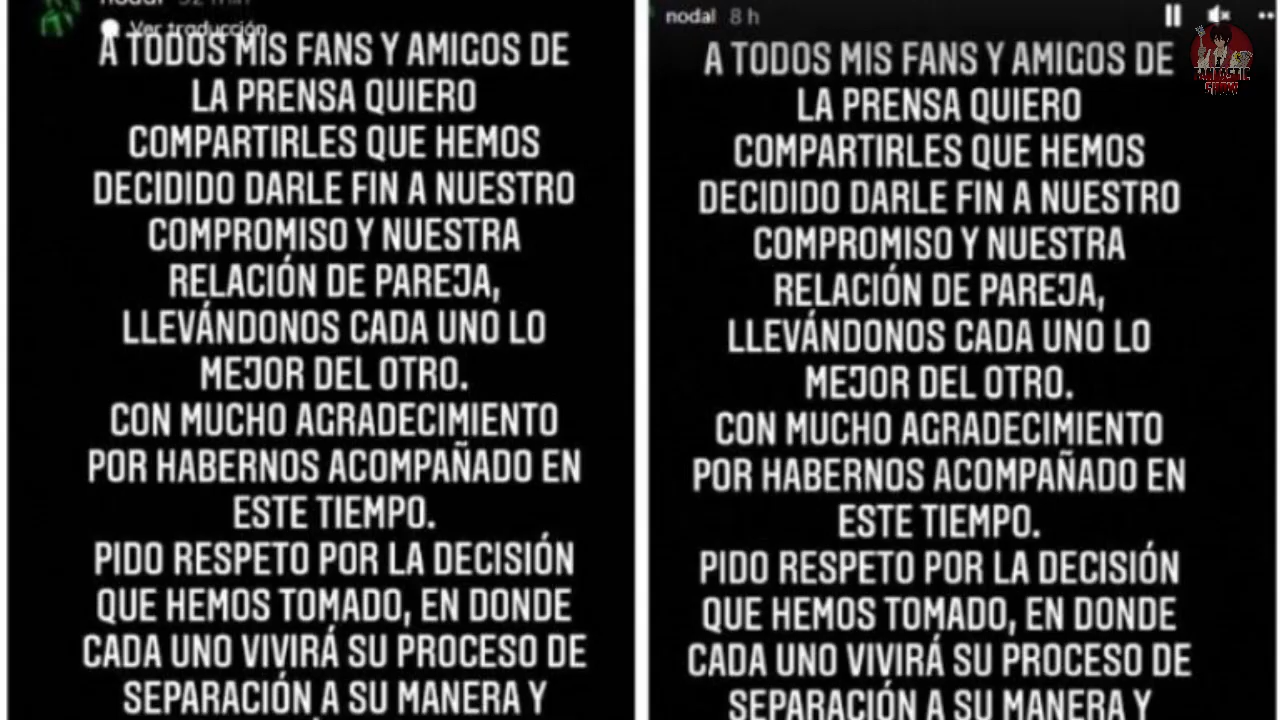 Ver traducción
A TODOS MIS FANS Y AMIGOS DE
LA PRENSA QUIERO
COMPARTIRLES QUE HEMOS
DECIDIDO DARLE FIN A NUESTRO
COMPROMISO Y NUESTRA
RELACIÓN DE PAREJA,
LLEVÁNDONOS CADA UNO LO
MEJOR DEL OTRO.
CON MUCHO AGRADECIMIENTO
POR HABERNOS ACOMPAÑADO EN
ESTE TIEMPO.
PIDO RESPETO POR LA DECISIÓN
QUE HEMOS TOMADO, EN DONDE
CADA UNO VIVIRÁ SU PROCESO DE
SEPARACIÓN A SU MANERA Y
nodal 8 h
A TODOS MIS FANS Y AMIGOS DE
LA PRENSA QUIERO
COMPARTIRLES QUE HEMOS
DECIDIDO DARLE FIN A NUESTRO
COMPROMISO Y NUESTRA
RELACIÓN DE PAREJA,
LLEVÁNDONOS CADA UNO LO
MEJOR DEL OTRO.
CON MUCHO AGRADECIMIENTO
POR HABERNOS ACOMPAÑADO EN
ESTE TIEMPO.
PIDO RESPETO POR LA DECISIÓN
QUE HEMOS TOMADO, EN DONDE
CADA UNO VIVIRÁ SU PROCESO DE
SEPARACIÓN A SU MANERA Y